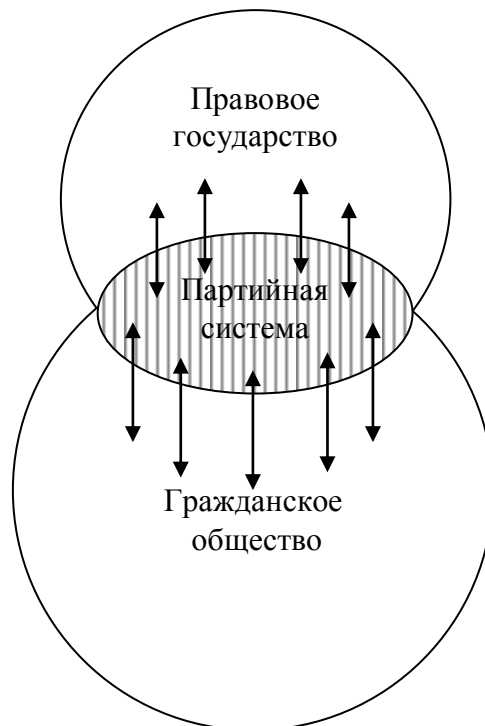 Правовое
государство
Партийная
система
Гражданское
общество